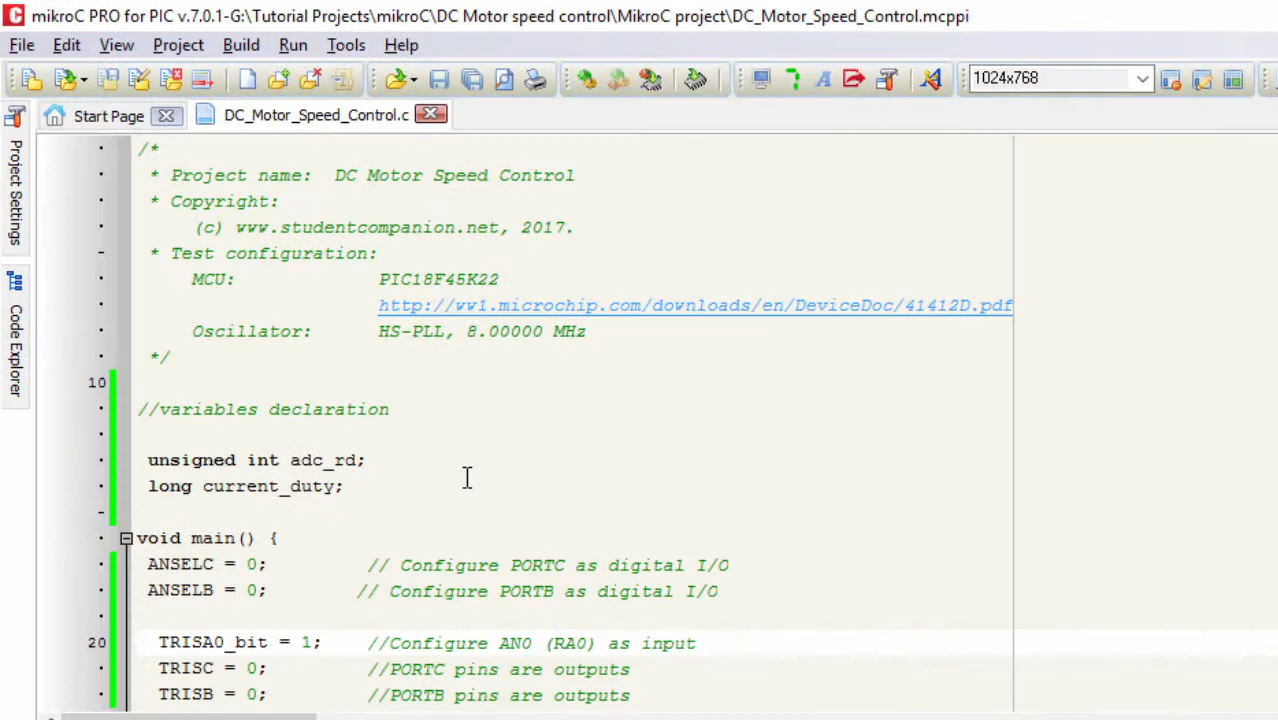 mikroC PRO for PIC v.7.0.1-G:\Tutorial Projects\mikroC\DC Motor speed control\MikroC project\DC_Motor_Speed_Control.mcppi
File Edit View Project Build Run Tools Help
1024x768
Start Page DC_Motor_Speed_Control.c
Project Settings
Code Explorer
/*
* Project name: DC Motor Speed Control
* Copyright:
(c) www.studentcompanion.net, 2017.
* Test configuration:
MCU: PIC18F45K22
http://ww1.microchip.com/downloads/en/DeviceDoc/41412D.pdf
Oscillator: HS-PLL, 8.00000 MHz
*/
10
//variables declaration
unsigned int adc_rd;
long current_duty;
void main() {
ANSELC = 0; // Configure PORTC as digital I/O
ANSELB = 0; // Configure PORTB as digital I/O
20 TRISA0_bit = 1; //Configure AN0 (RA0) as input
TRISC = 0; //PORTC pins are outputs
TRISB = 0; //PORTB pins are outputs